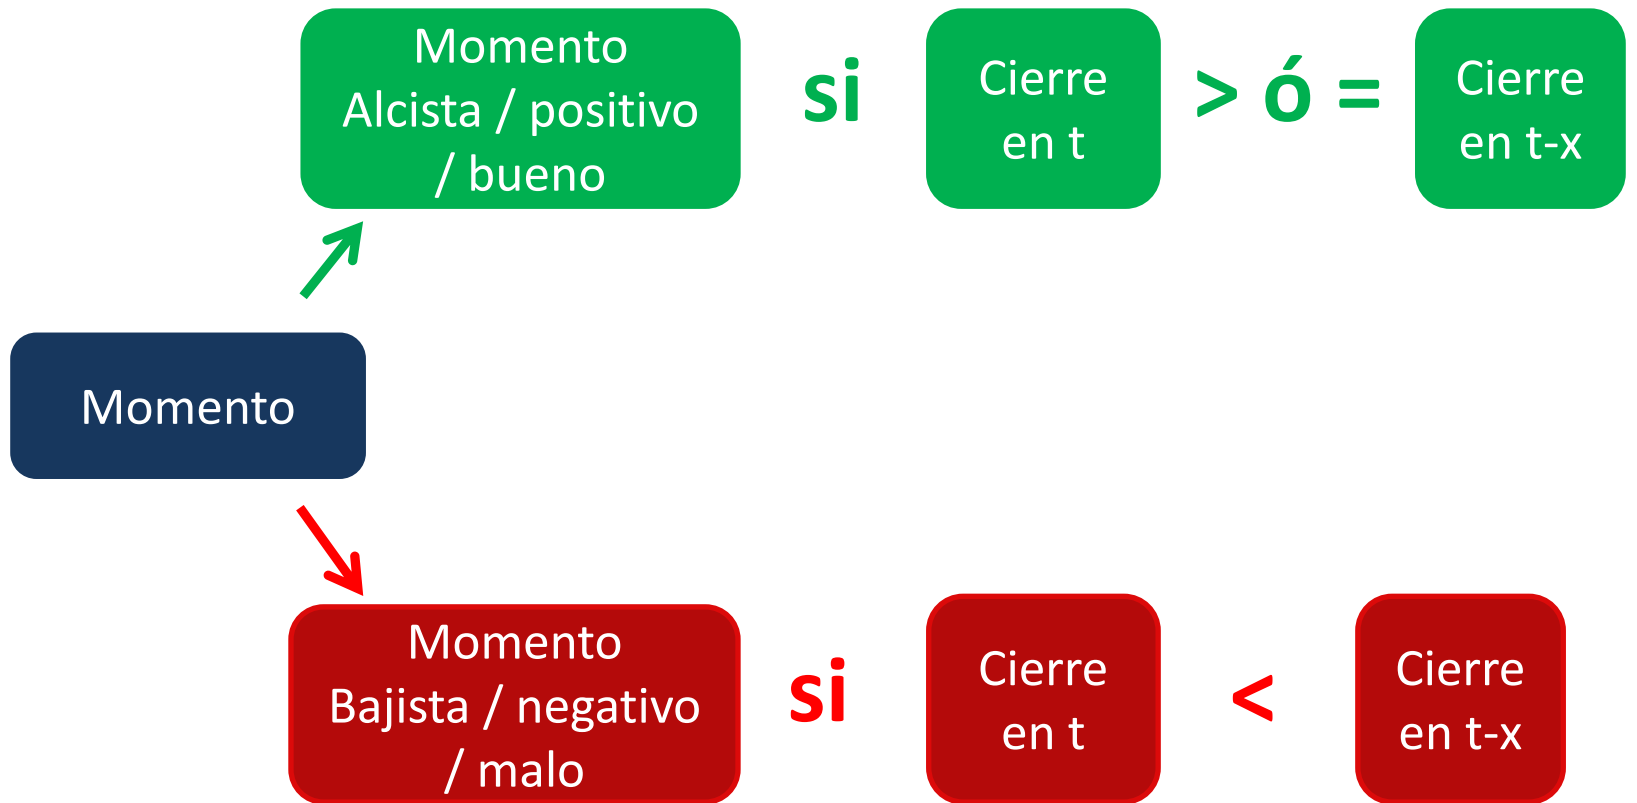 Momento
Alcista / positivo
/ bueno
si
Cierre
en t
> ó =
Cierre
en t-x
Momento
Momento
Bajista / negativo
/ malo
si
Cierre
en t
<
Cierre
en t-x